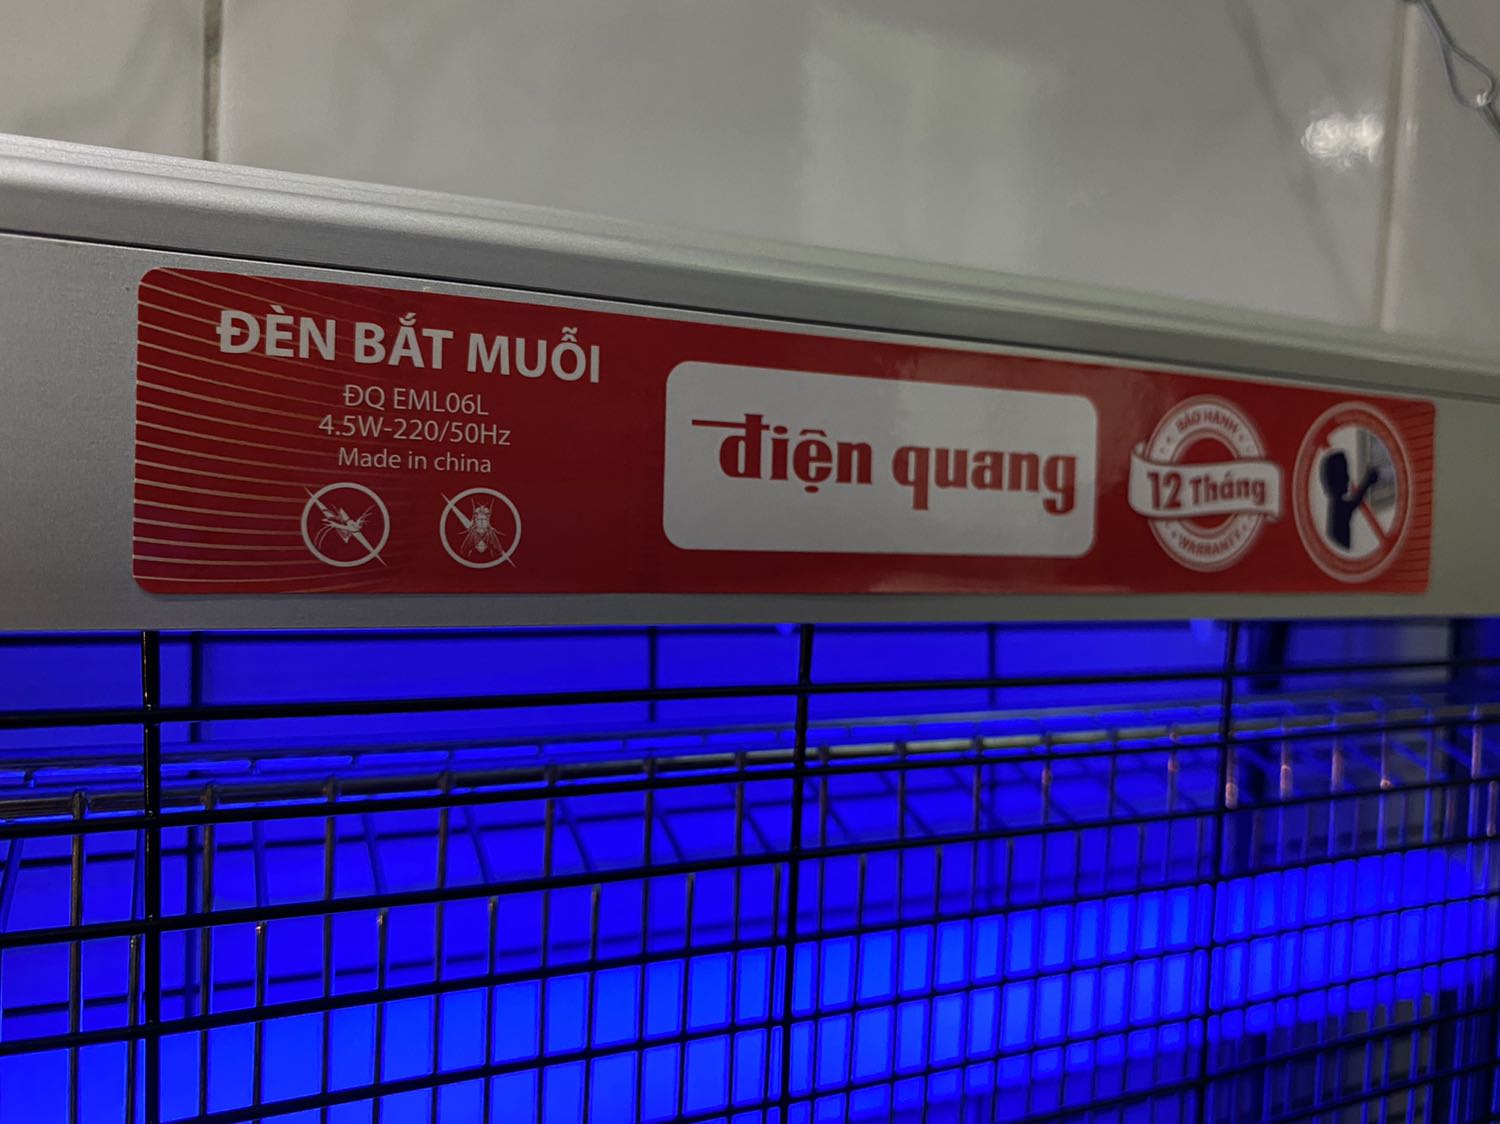 ĐÈN BẮT MUỖI
ĐQ EML06L
4.5W-220/50Hz
Made in china
điện quang
BẢO HÀNH
12 Tháng
WARRANTY